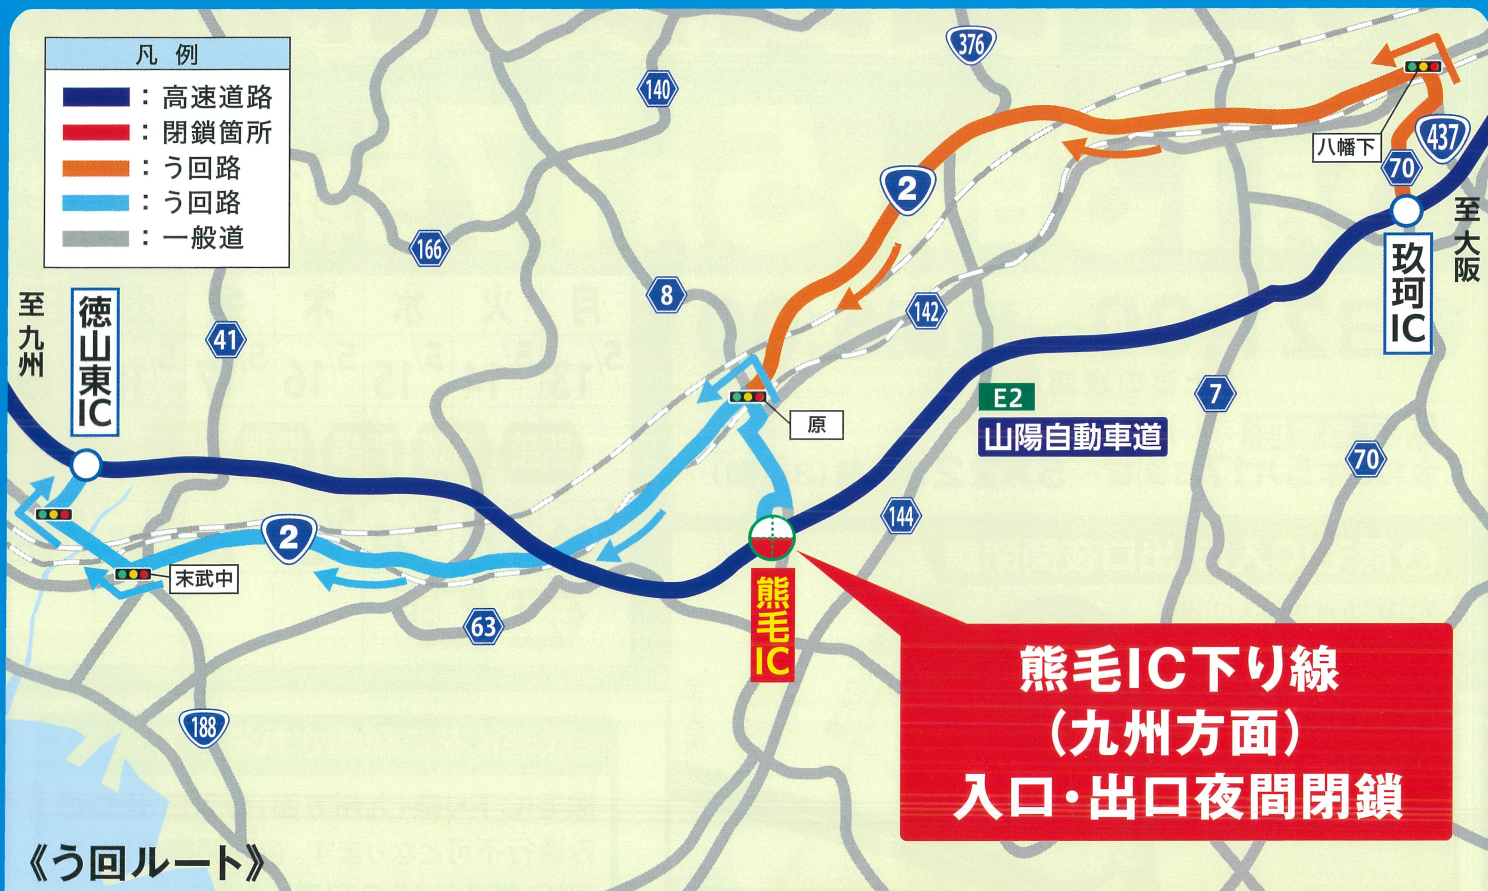 凡例
：高速道路
：閉鎖箇所
：う回路
：う回路
：一般道
376
140
八幡下
437
70
2
至大阪
166
玖珂IC
8
142
至九州
徳山東IC
41
E2
山陽自動車道
7
原
70
144
2
末武中
63
熊毛IC
188
熊毛IC下り線
(九州方面)
入口・出口夜間閉鎖
《う回ルート》